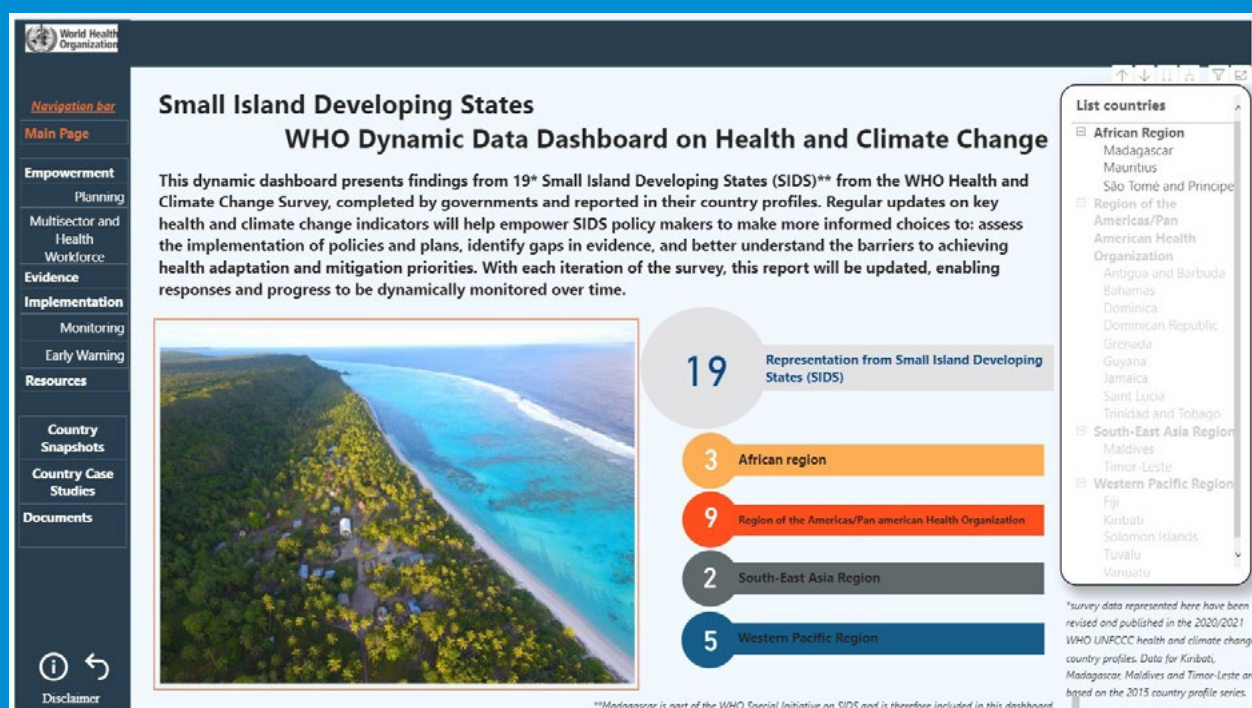 World Health
Organization
Navigation bar
Main Page
Empowerment
Planning
Multisector and
Health
Workforce
Evidence
Implementation
Monitoring
Early Warning
Resources
Country
Snapshots
Country Case
Studies
Documents
Disclaimer
Small Island Developing States
WHO Dynamic Data Dashboard on Health and Climate Change
This dynamic dashboard presents findings from 19* Small Island Developing States (SIDS)** from the WHO Health and
Climate Change Survey, completed by governments and reported in their country profiles. Regular updates on key
health and climate change indicators will help empower SIDS policy makers to make more informed choices to: assess
the implementation of policies and plans, identify gaps in evidence, and better understand the barriers to achieving
health adaptation and mitigation priorities. With each iteration of the survey, this report will be updated, enabling
responses and progress to be dynamically monitored over time.
19
Representation from Small Island Developing
States (SIDS)
3 African region
9 Region of the Americas/Pan american Health Organization
2 South-East Asia Region
5 Western Pacific Region
List countries
African Region
Madagascar
Mauritius
São Tomé and Principe
Region of the
Americas/Pan
American Health
Organization
Antigua and Barbuda
Bahamas
Dominica
Dominican Republic
Grenada
Guyana
Jamaica
Saint Lucia
Trinidad and Tobago
South-East Asia Region
Maldives
Timor-Leste
Western Pacific Region
Fiji
Kiribati
Solomon Islands
Tuvalu
Vanuatu
*survey data represented here have been
revised and published in the 2020/2021
WHO UNFCCC health and climate chang
country profiles. Data for Kiribati,
Madagascar, Maldives and Timor-Leste ar
based on the 2015 country profile series.
**Madagascar is part of the WHO Special Initiative on SIDS and is therefore included in this dashboard